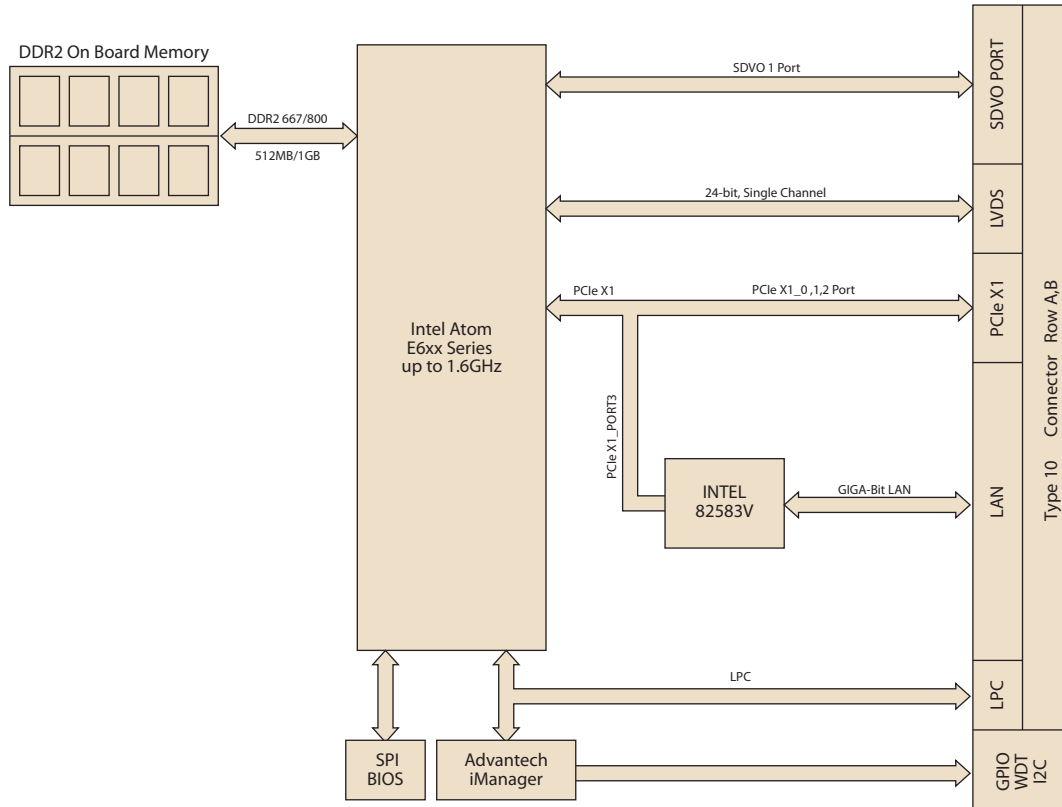 DDR2 On Board Memory
DDR2 667/800
512MB/1GB
Intel Atom
E6xx Series
up to 1.6GHz
SDVO 1 Port
SDVO PORT
24-bit, Single Channel
LVDS
PCIe X1
PCIe X1_0 ,1,2 Port
PCIe X1
PCIe X1_PORT3
INTEL
82583V
GIGA-Bit LAN
LAN
Type 10 Connector Row A,B
LPC
LPC
SPI
BIOS
Advantech
iManager
GPIO
WDT
I2C